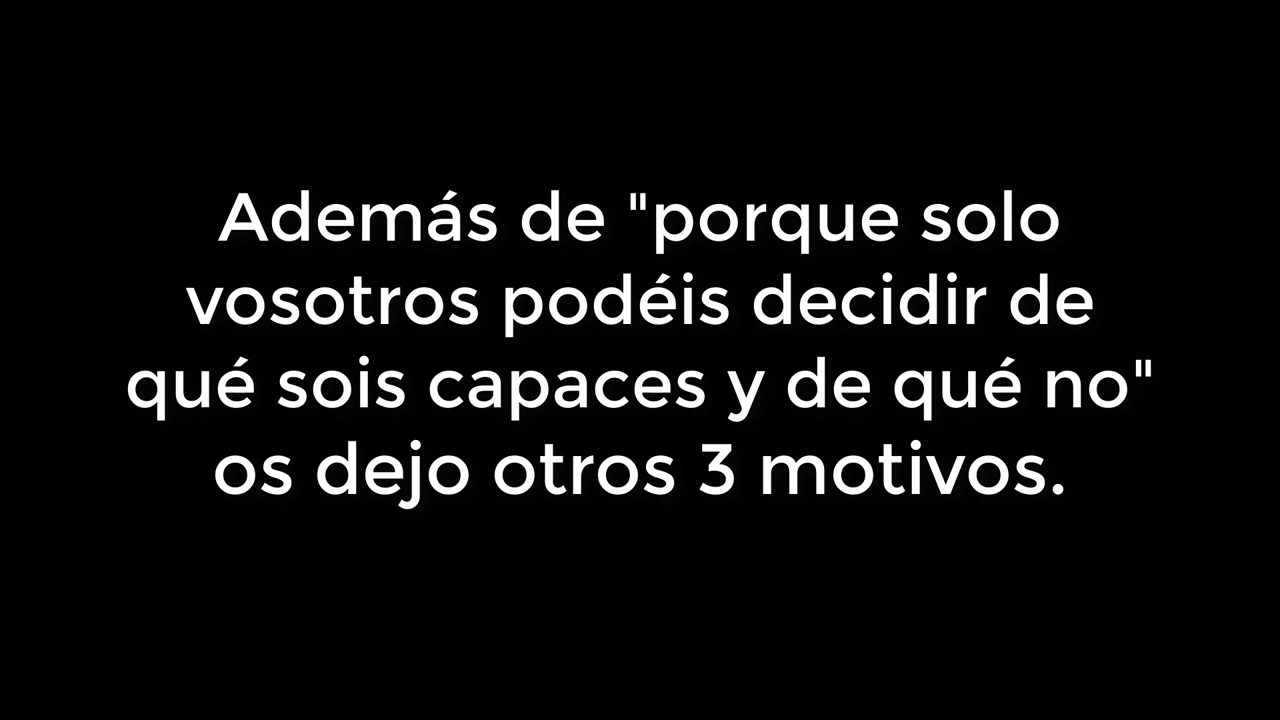 Además de "porque solo
vosotros podéis decidir de
qué sois capaces y de qué no"
os dejo otros 3 motivos.